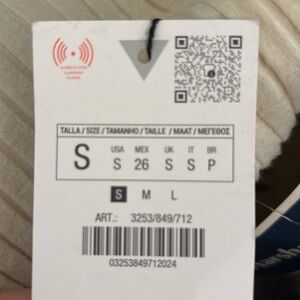 TALLA / SIZE / TAMANHO / TAILLE / MAAT / ΜΕΓΕΘΟΣ
S
USA MEX UK IT BR
S 26 S S P
S M L
ART.: 3253/849/712
03253849712024